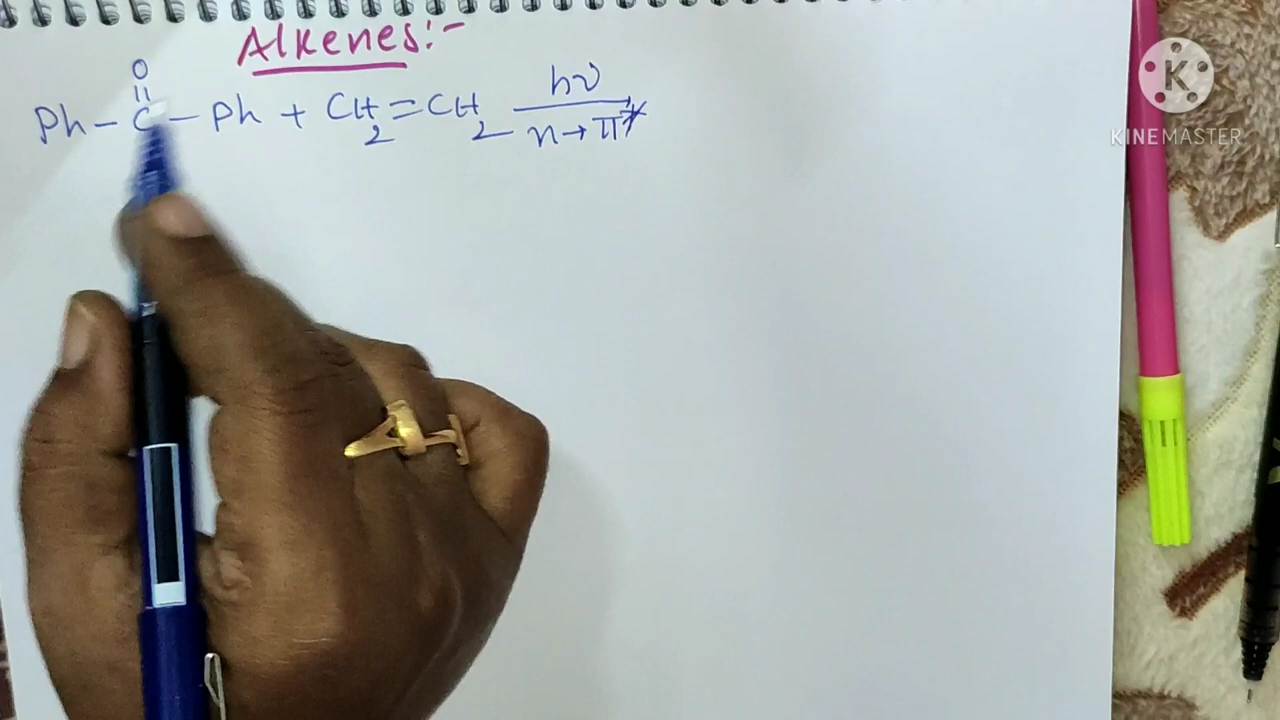 Alkenes:-
O
Ph-C-Ph + CH2=CH2 hν
n→π*
KINEMASTER